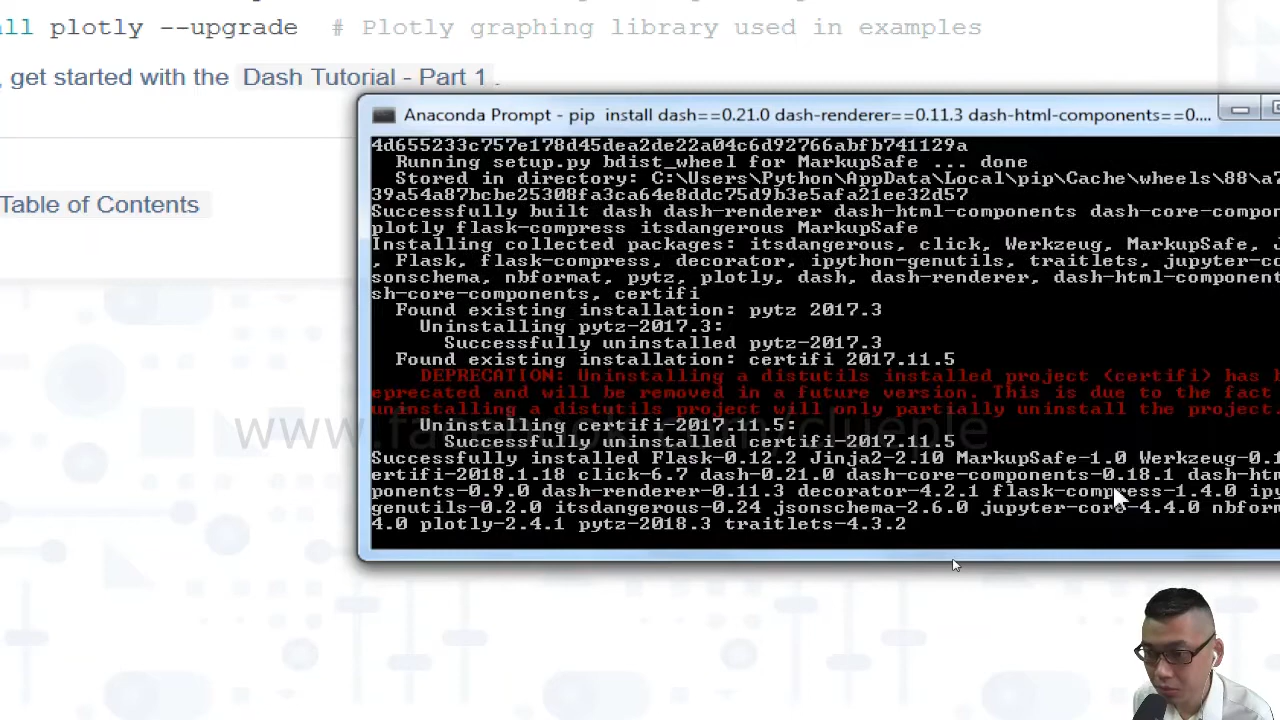 all plotly --upgrade # Plotly graphing library used in examples
, get started with the Dash Tutorial - Part 1 .
Table of Contents
Anaconda Prompt - pip install dash==0.21.0 dash-renderer==0.11.3 dash-html-components==0....
4d655233c757e178d45dea2de22a04c6d92766abfb741129a
Running setup.py bdist_wheel for MarkupSafe ... done
Stored in directory: C:\Users\Python\AppData\Local\pip\Cache\wheels\88\a7
39a54a87bcbe25308fa3ca64e8ddc75d9b3e5afa21ee32d57
Successfully built dash dash-renderer dash-html-components dash-core-compon
plotly flask-compress itsdangerous MarkupSafe
Installing collected packages: itsdangerous, click, Werkzeug, MarkupSafe, J
, Flask, flask-compress, decorator, ipython-genutils, traitlets, jupyter-co
sonschema, nbformat, pytz, plotly, dash, dash-renderer, dash-html-component
sh-core-components, certifi
Found existing installation: pytz 2017.3
Uninstalling pytz-2017.3:
Successfully uninstalled pytz-2017.3
Found existing installation: certifi 2017.11.5
DEPRECATION: Uninstalling a distutils installed project (certifi) has b
eprecated and will be removed in a future version. This is due to the fact
uninstalling a distutils project will only partially uninstall the project.
Uninstalling certifi-2017.11.5:
Successfully uninstalled certifi-2017.11.5
Successfully installed Flask-0.12.2 Jinja2-2.10 MarkupSafe-1.0 Werkzeug-0.1
ertifi-2018.1.18 click-6.7 dash-0.21.0 dash-core-components-0.18.1 dash-htm
ponents-0.9.0 dash-renderer-0.11.3 decorator-4.2.1 flask-compress-1.4.0 ipy
genutils-0.2.0 itsdangerous-0.24 jsonschema-2.6.0 jupyter-core-4.4.0 nbform
4.0 plotly-2.4.1 pytz-2018.3 traitlets-4.3.2